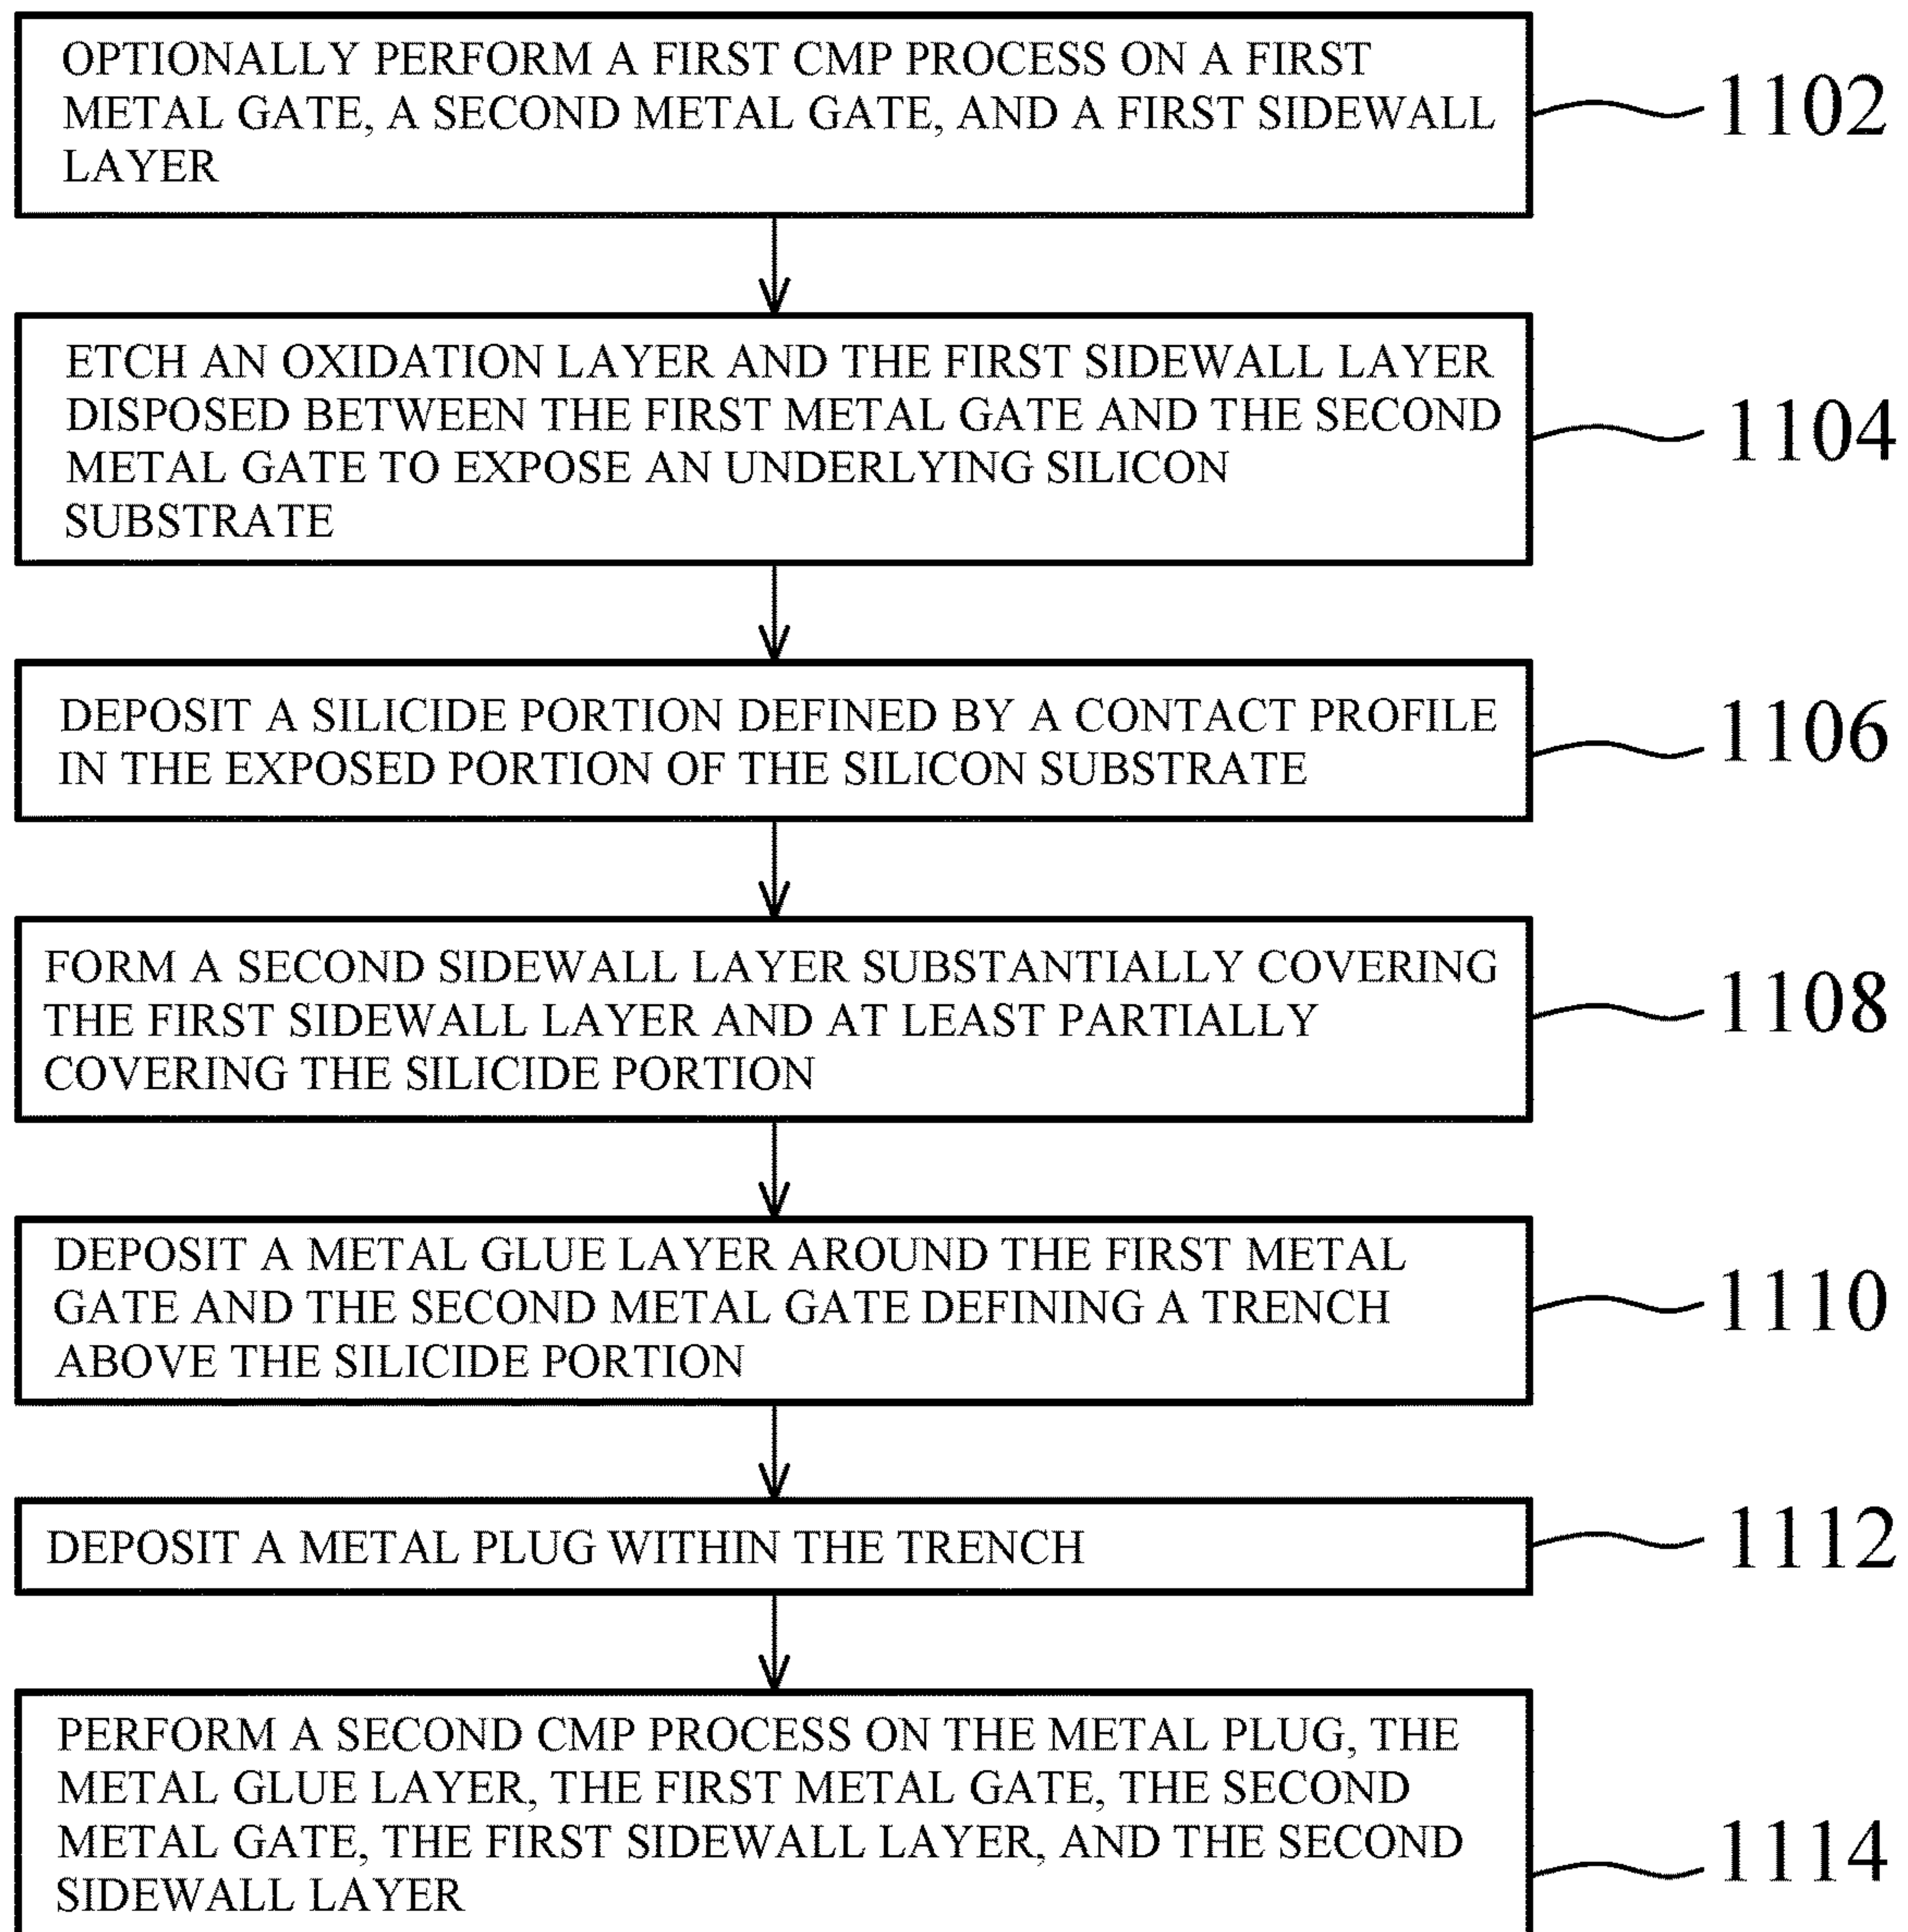 OPTIONALLY PERFORM A FIRST CMP PROCESS ON A FIRST
METAL GATE, A SECOND METAL GATE, AND A FIRST SIDEWALL
LAYER
1102
ETCH AN OXIDATION LAYER AND THE FIRST SIDEWALL LAYER
DISPOSED BETWEEN THE FIRST METAL GATE AND THE SECOND
METAL GATE TO EXPOSE AN UNDERLYING SILICON
SUBSTRATE
1104
DEPOSIT A SILICIDE PORTION DEFINED BY A CONTACT PROFILE
IN THE EXPOSED PORTION OF THE SILICON SUBSTRATE
1106
FORM A SECOND SIDEWALL LAYER SUBSTANTIALLY COVERING
THE FIRST SIDEWALL LAYER AND AT LEAST PARTIALLY
COVERING THE SILICIDE PORTION
1108
DEPOSIT A METAL GLUE LAYER AROUND THE FIRST METAL
GATE AND THE SECOND METAL GATE DEFINING A TRENCH
ABOVE THE SILICIDE PORTION
1110
DEPOSIT A METAL PLUG WITHIN THE TRENCH
1112
PERFORM A SECOND CMP PROCESS ON THE METAL PLUG, THE
METAL GLUE LAYER, THE FIRST METAL GATE, THE SECOND
METAL GATE, THE FIRST SIDEWALL LAYER, AND THE SECOND
SIDEWALL LAYER
1114